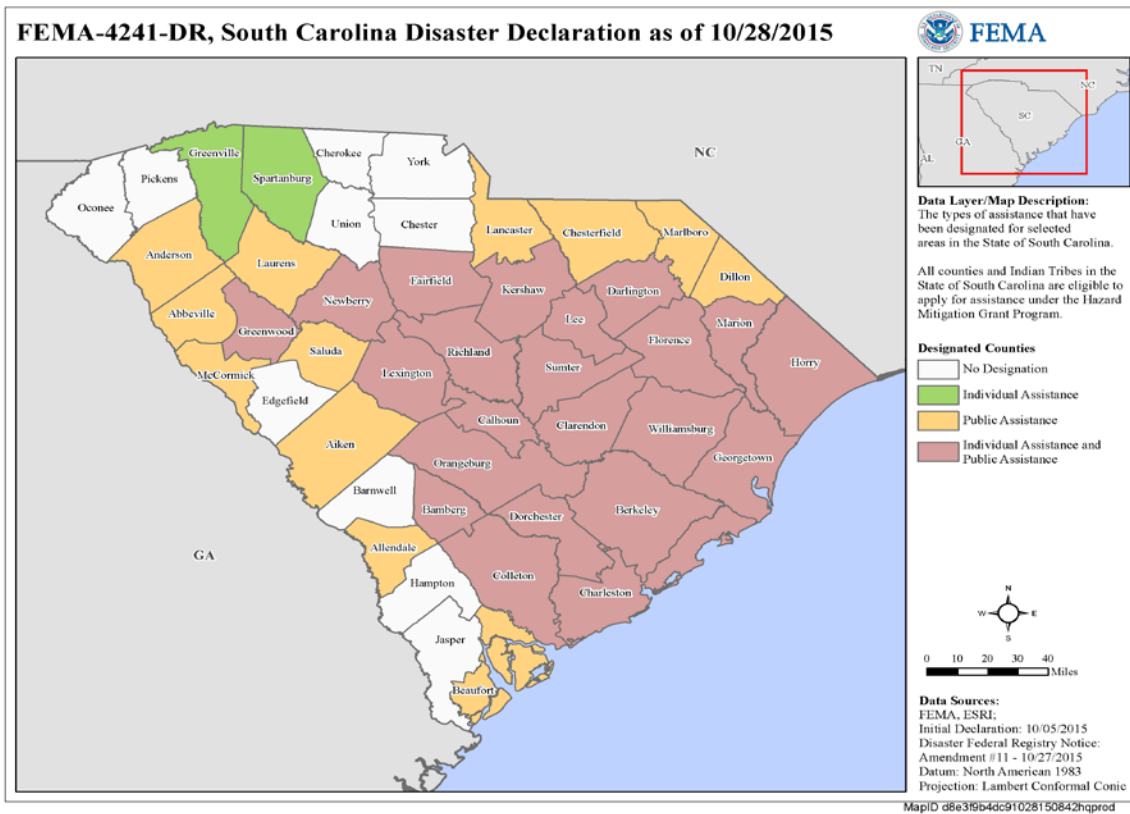 FEMA-4241-DR, South Carolina Disaster Declaration as of 10/28/2015
FEMA
TN
NC
SC
GA
AL
NC
GA
Greenville
Spartanburg
Cherokee
York
Pickens
Oconee
Union
Chester
Lancaster
Chesterfield
Marlboro
Anderson
Laurens
Dillon
Fairfield
Kershaw
Darlington
Newberry
Abbeville
Greenwood
Lee
Marion
Florence
Saluda
Richland
Horry
McCormick
Lexington
Sumter
Edgefield
Calhoun
Clarendon
Williamsburg
Aiken
Georgetown
Orangeburg
Barnwell
Bamberg
Dorchester
Berkeley
Allendale
Hampton
Colleton
Charleston
Jasper
Beaufort
Data Layer/Map Description:
The types of assistance that have
been designated for selected
areas in the State of South Carolina.
All counties and Indian Tribes in the
State of South Carolina are eligible to
apply for assistance under the Hazard
Mitigation Grant Program.
Designated Counties
No Designation
Individual Assistance
Public Assistance
Individual Assistance and
Public Assistance
N
W E
S
0 10 20 30 40
Miles
Data Sources:
FEMA, ESRI;
Initial Declaration: 10/05/2015
Disaster Federal Registry Notice:
Amendment #11 - 10/27/2015
Datum: North American 1983
Projection: Lambert Conformal Conic
MapID d8e3f9b4dc91028150842hqprod